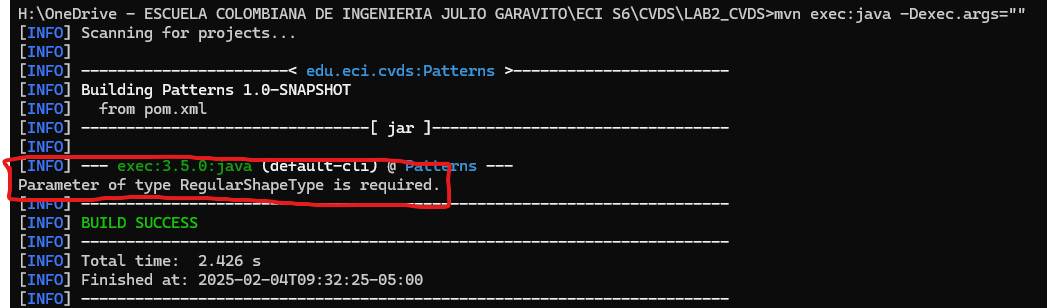 H:\OneDrive - ESCUELA COLOMBIANA DE INGENIERIA JULIO GARAVITO\ECI S6\CVDS\LAB2_CVDS>mvn exec:java -Dexec.args=""
[INFO] Scanning for projects...
[INFO]
[INFO] -----------------------< edu.eci.cvds:Patterns >------------------------
[INFO] Building Patterns 1.0-SNAPSHOT
[INFO]   from pom.xml
[INFO] --------------------------------[ jar ]---------------------------------
[INFO]
[INFO] --- exec:3.5.0:java (default-cli) @ Patterns ---
Parameter of type RegularShapeType is required.
[INFO] ------------------------------------------------------------------------
[INFO] BUILD SUCCESS
[INFO] ------------------------------------------------------------------------
[INFO] Total time:  2.426 s
[INFO] Finished at: 2025-02-04T09:32:25-05:00
[INFO] ------------------------------------------------------------------------